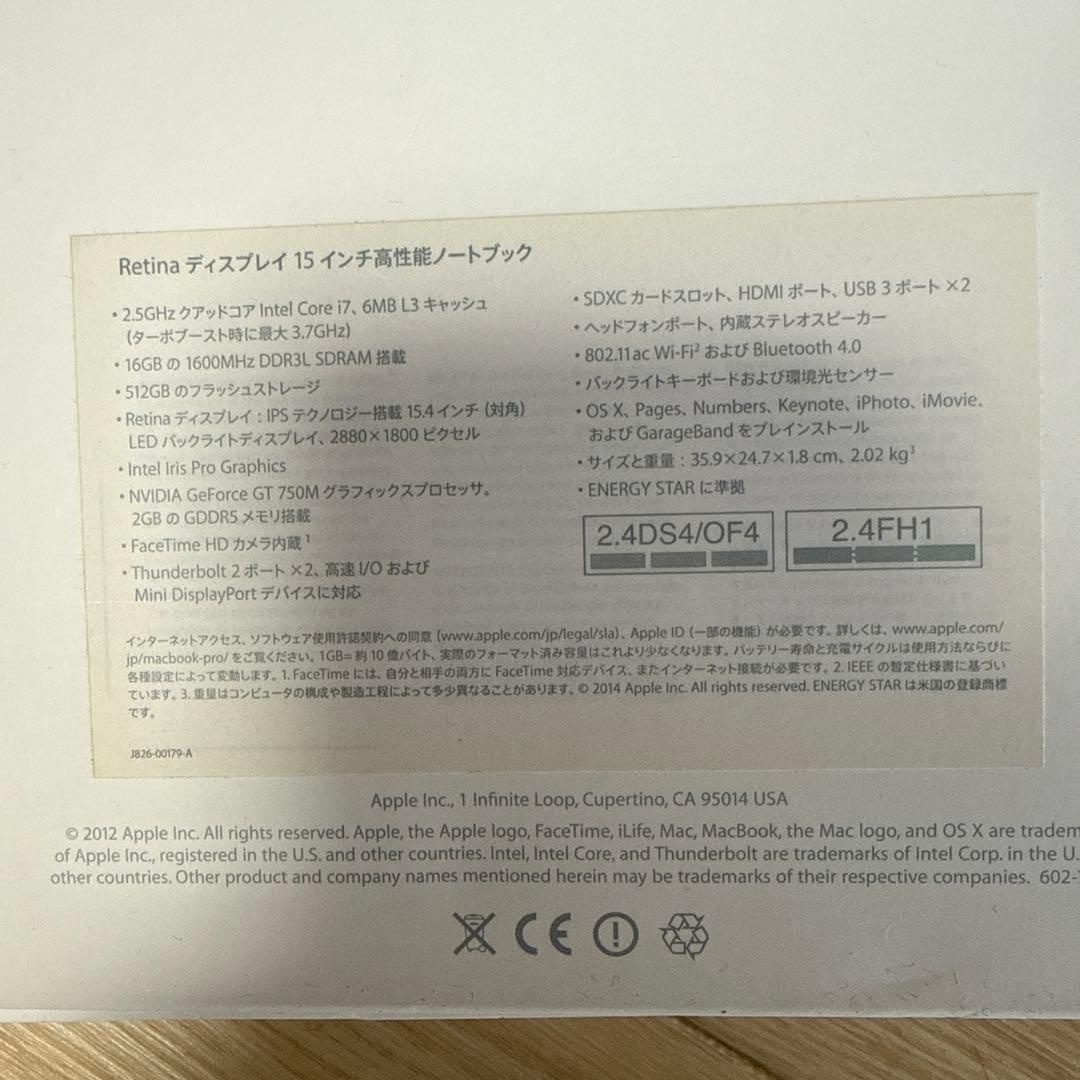 Retina ディスプレイ 15 インチ高性能ノートブック
・2.5GHz クアッドコア Intel Core i7、6MB L3 キャッシュ
(ターボブースト時に最大 3.7GHz)
・16GB の 1600MHz DDR3L SDRAM 搭載
・512GB のフラッシュストレージ
・Retina ディスプレイ：IPS テクノロジー搭載 15.4 インチ (対角)
LED バックライトディスプレイ、2880×1800 ピクセル
・Intel Iris Pro Graphics
・NVIDIA GeForce GT 750M グラフィックスプロセッサ。
2GB の GDDR5 メモリ搭載
・FaceTime HD カメラ内蔵¹
・Thunderbolt 2 ポート ×2、高速 I/O および
Mini DisplayPort デバイスに対応
・SDXC カードスロット、HDMI ポート、USB 3 ポート ×2
・ヘッドフォンポート、内蔵ステレオスピーカー
・802.11ac Wi-Fi² および Bluetooth 4.0
・バックライトキーボードおよび環境光センサー
・OS X、Pages、Numbers、Keynote、iPhoto、iMovie、
および GarageBand をプレインストール
・サイズと重量：35.9×24.7×1.8 cm、2.02 kg³
・ENERGY STAR に準拠
2.4DS4/OF4
2.4FH1
インターネットアクセス、ソフトウェア使用許諾契約への同意 (www.apple.com/jp/legal/sla)、Apple ID (一部の機能) が必要です。詳しくは、www.apple.com/
jp/macbook-pro/ をご覧ください。1GB＝約 10 億バイト、実際のフォーマット済み容量はこれより少なくなります。バッテリー寿命と充電サイクルは使用方法ならびに
各種設定によって変動します。1. FaceTime には、自分と相手の両方に FaceTime 対応デバイス、またインターネット接続が必要です。2. IEEE の暫定仕様書に基づい
ています。3. 重量はコンピュータの構成や製造工程によって多少異なることがあります。© 2014 Apple Inc. All rights reserved. ENERGY STAR は米国の登録商標
です。
J826-00179-A
Apple Inc., 1 Infinite Loop, Cupertino, CA 95014 USA
© 2012 Apple Inc. All rights reserved. Apple, the Apple logo, FaceTime, iLife, Mac, MacBook, the Mac logo, and OS X are tradem
of Apple Inc., registered in the U.S. and other countries. Intel, Intel Core, and Thunderbolt are trademarks of Intel Corp. in the U.
other countries. Other product and company names mentioned herein may be trademarks of their respective companies. 602-
CE